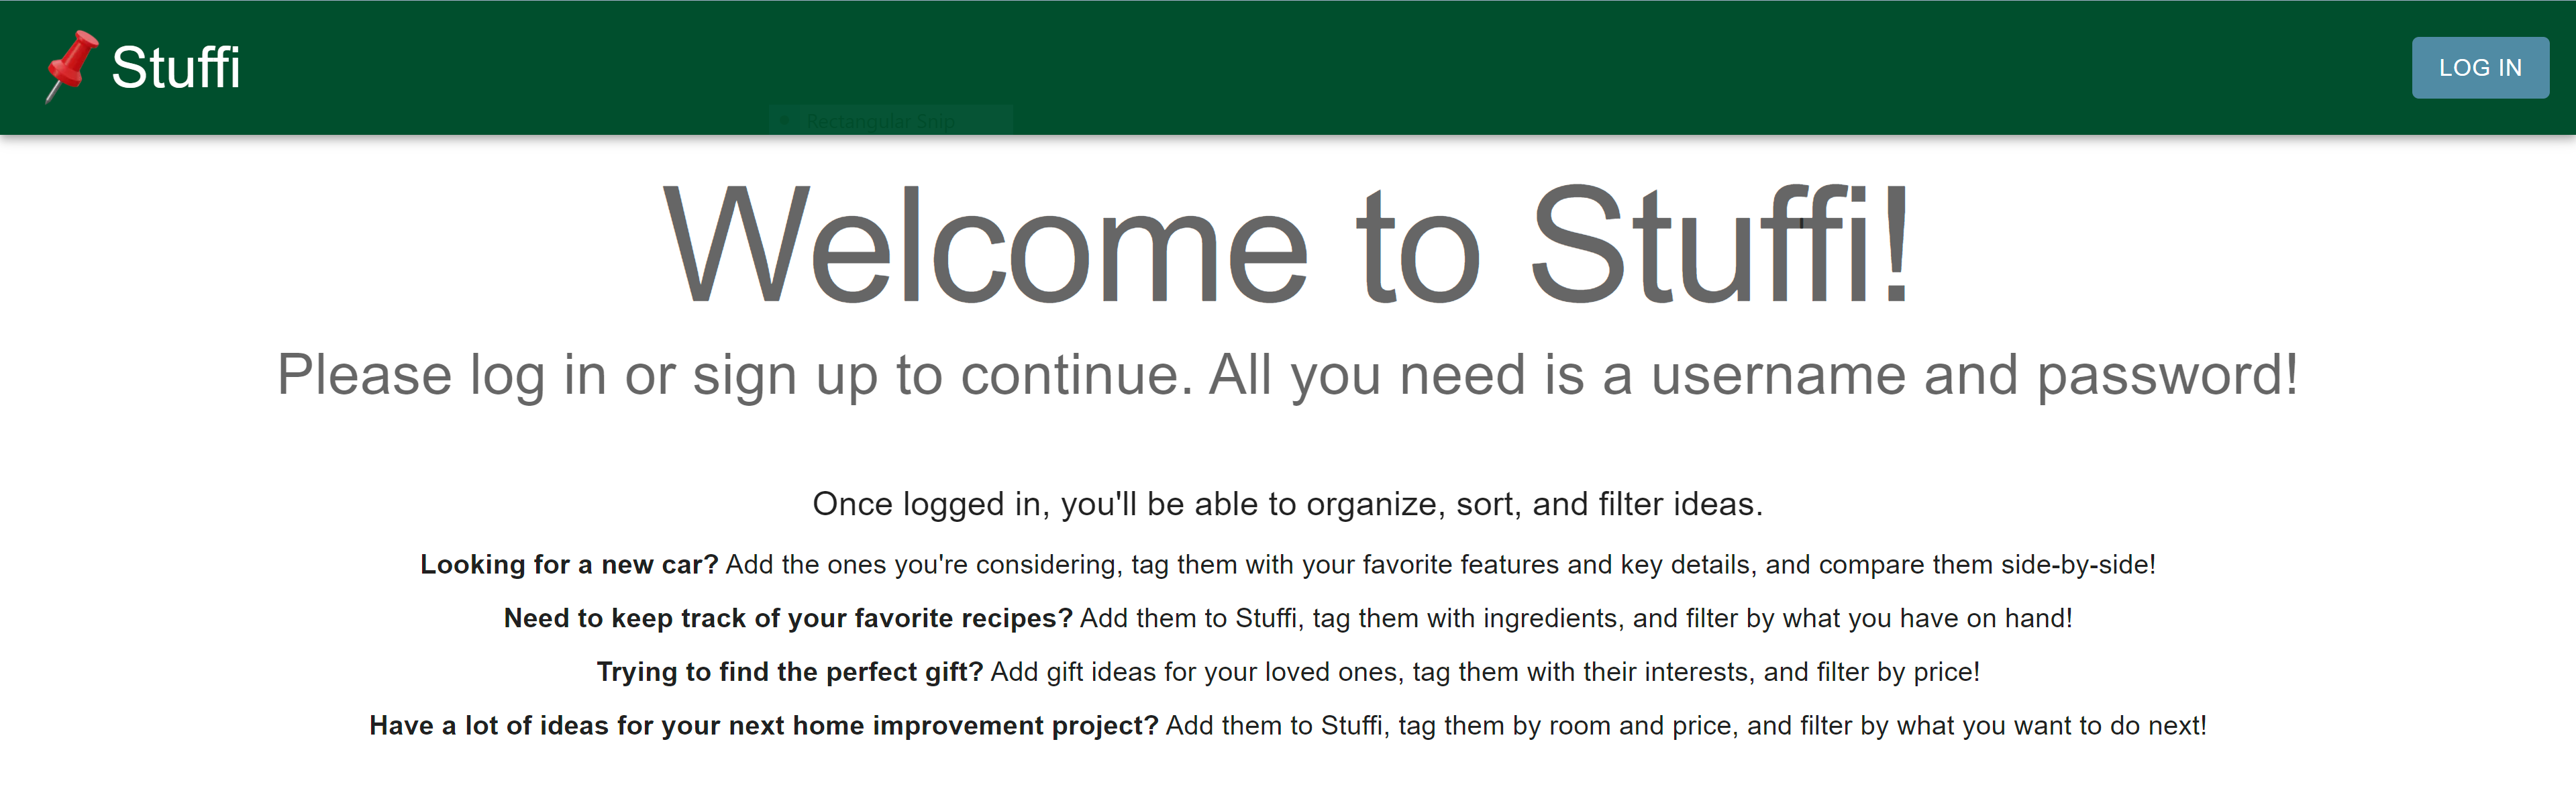 Stuffi
LOG IN
Rectangular Snip
Welcome to Stuffi!
Please log in or sign up to continue. All you need is a username and password!
Once logged in, you'll be able to organize, sort, and filter ideas.
Looking for a new car? Add the ones you're considering, tag them with your favorite features and key details, and compare them side-by-side!
Need to keep track of your favorite recipes? Add them to Stuffi, tag them with ingredients, and filter by what you have on hand!
Trying to find the perfect gift? Add gift ideas for your loved ones, tag them with their interests, and filter by price!
Have a lot of ideas for your next home improvement project? Add them to Stuffi, tag them by room and price, and filter by what you want to do next!